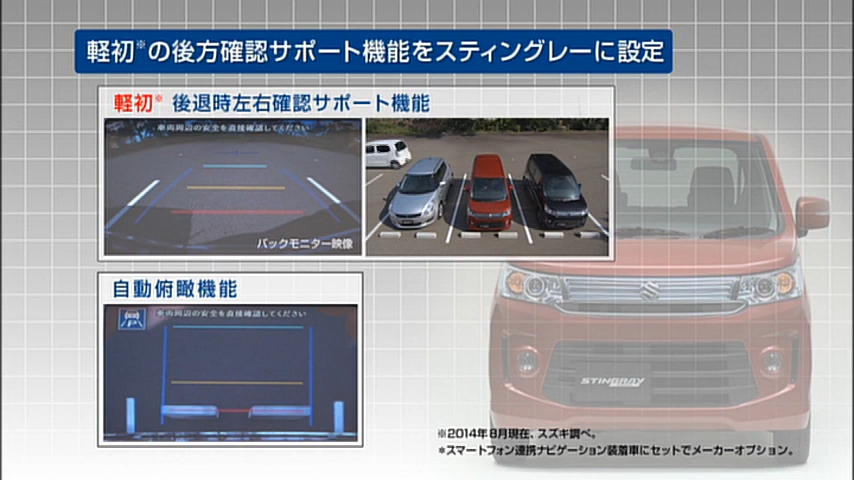 軽初※の後方確認サポート機能をスティングレーに設定
軽初※ 後退時左右確認サポート機能
車両周辺の安全を直接確認してください
バックモニター映像
自動俯瞰機能
車両周辺の安全を直接確認してください
P
STINGRAY
※2014年8月現在、スズキ調べ。
*スマートフォン連携ナビゲーション装着車にセットでメーカーオプション。